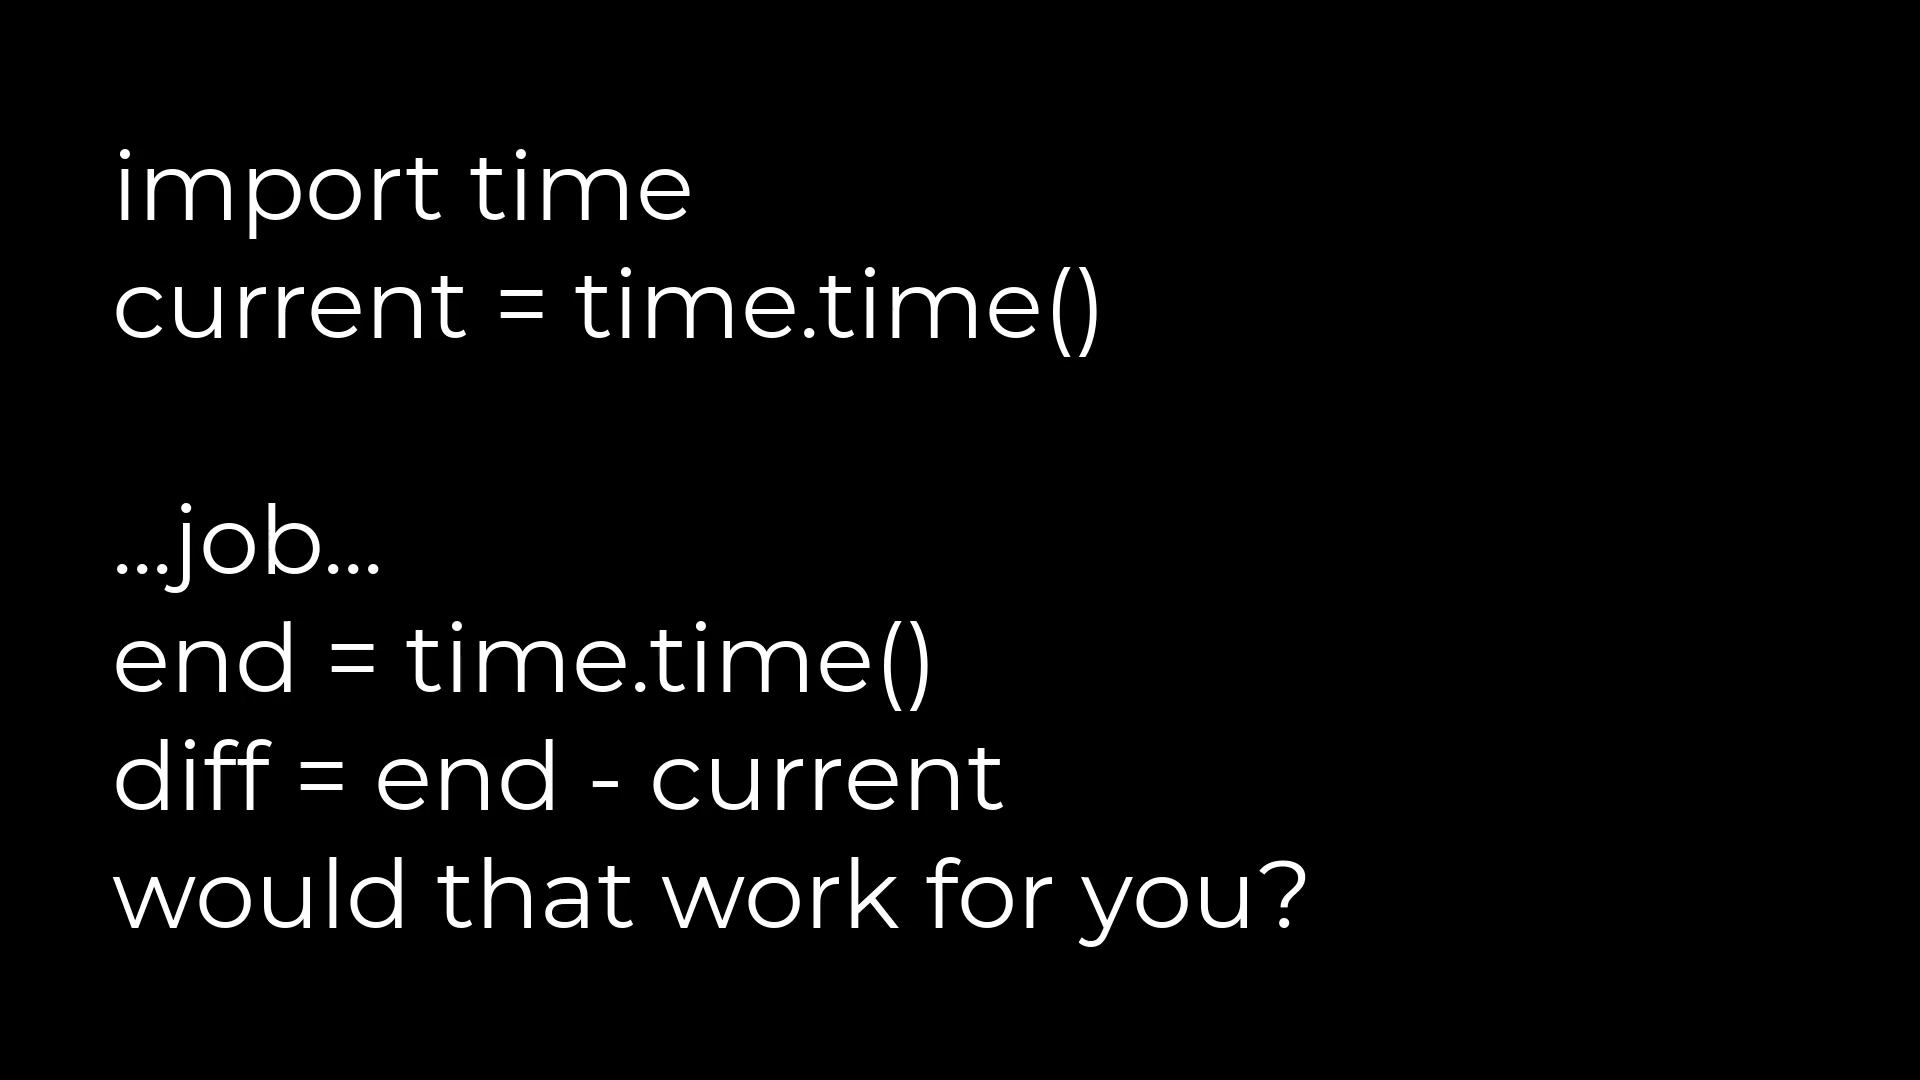 import time
current = time.time()
...job...
end = time.time()
diff = end - current
would that work for you?